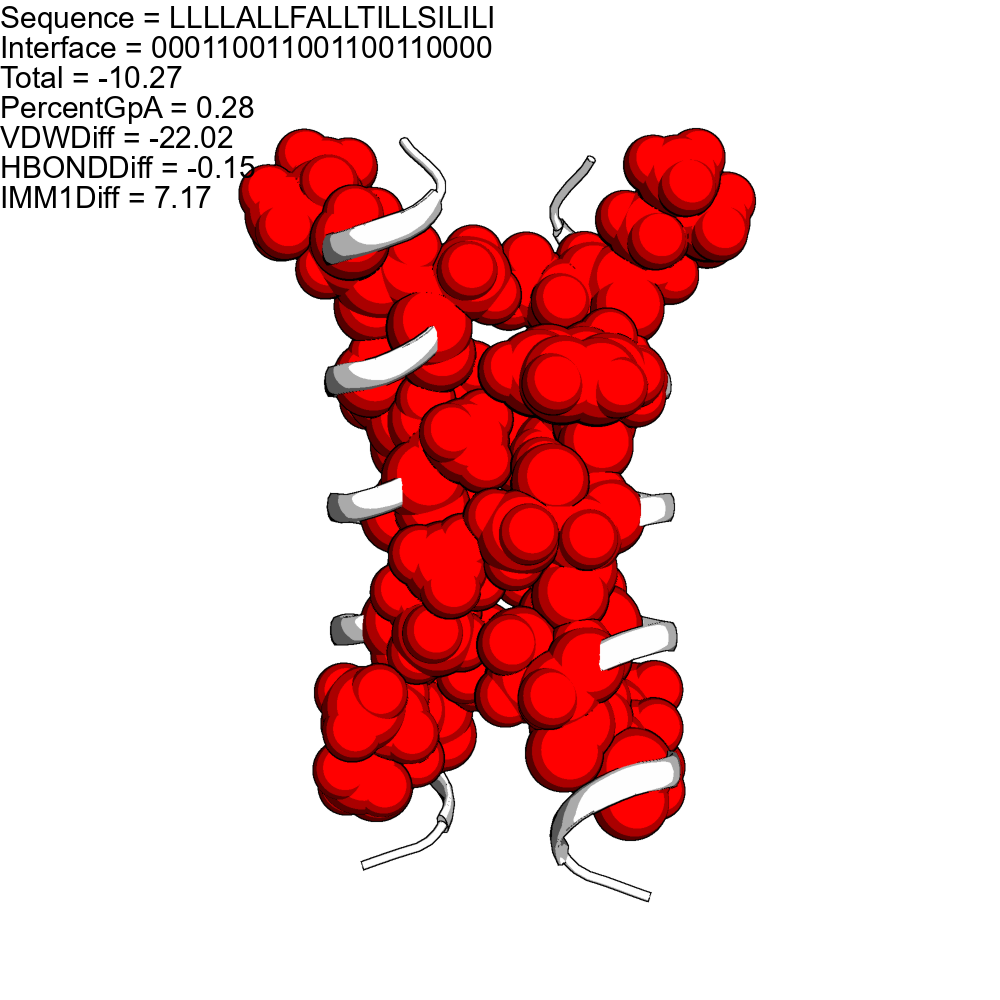 Sequence = LLLLALLFALLTILLSILILI
Interface = 000110011001100110000
Total = -10.27
PercentGpA = 0.28
VDWDiff = -22.02
HBONDDiff = -0.15
IMM1Diff = 7.17